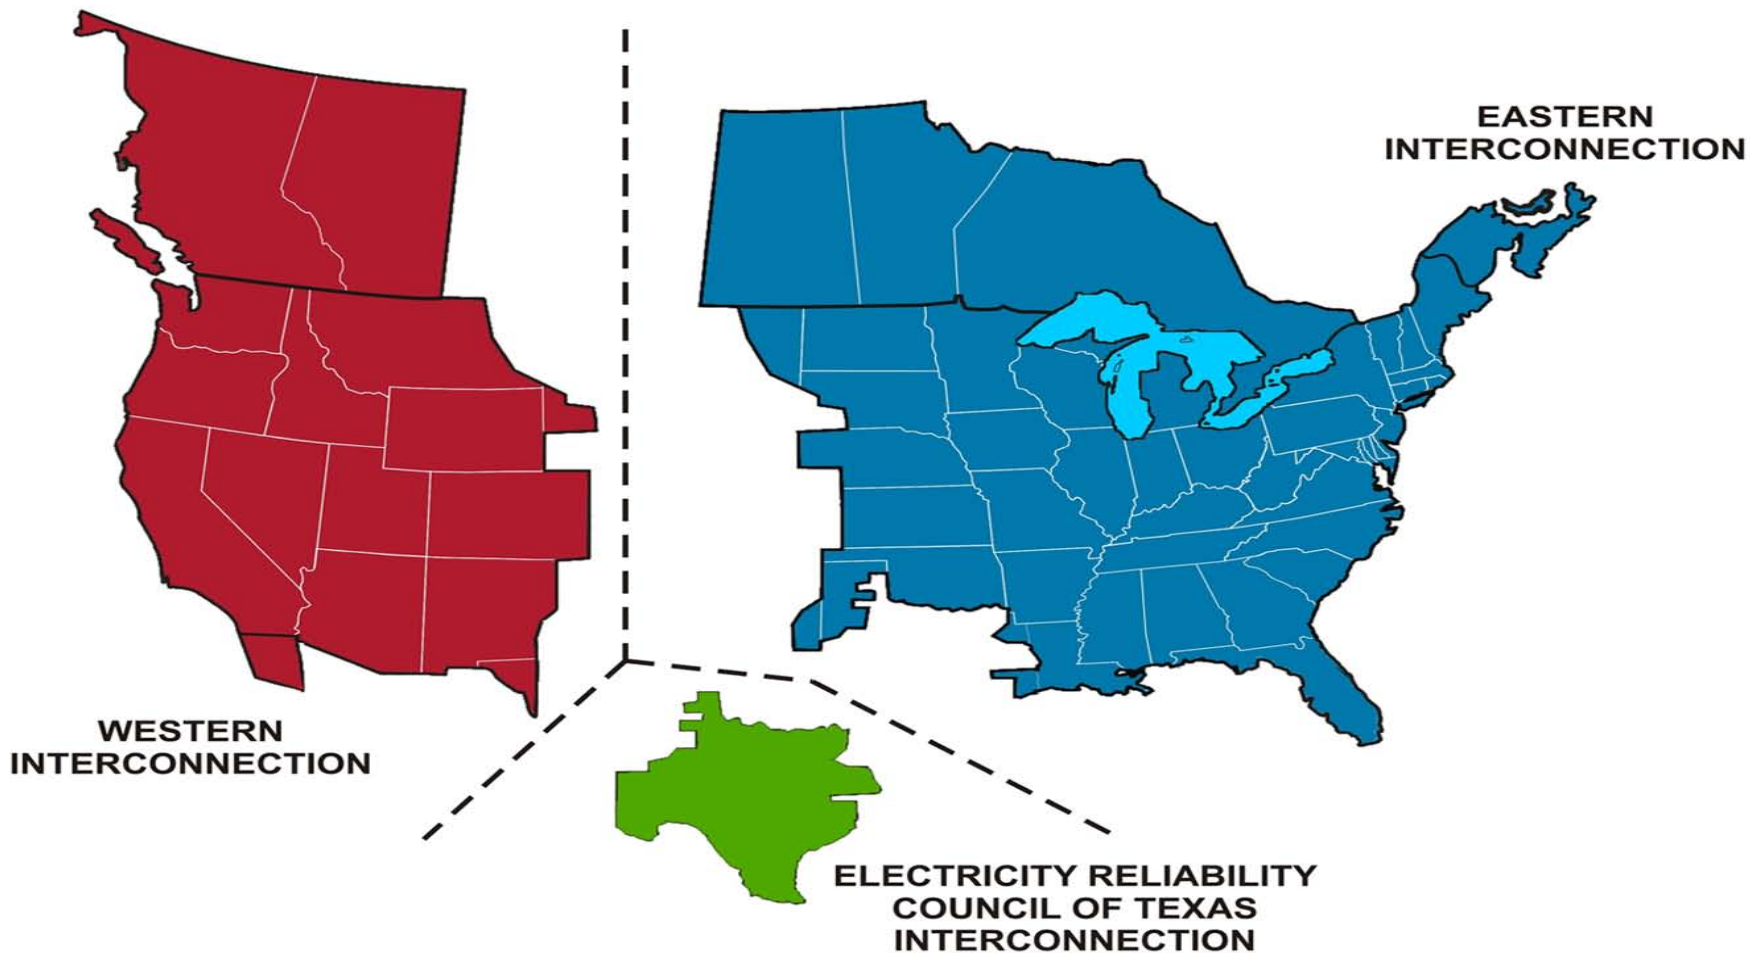 EASTERN
INTERCONNECTION
WESTERN
INTERCONNECTION
ELECTRICITY RELIABILITY
COUNCIL OF TEXAS
INTERCONNECTION